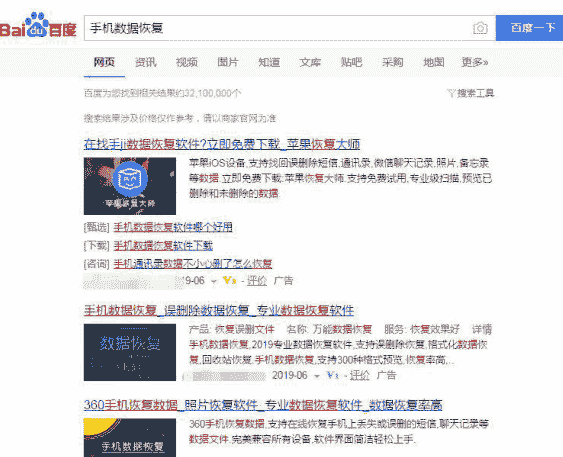 Bai du 百度
手机数据恢复
百度一下
网页 资讯 视频 图片 知道 文库 贴吧 采购 地图 更多»
百度为您找到相关结果约32,100,000个
搜索工具
搜索结果涉及价格仅作参考，请以商家官网为准
在找手ji数据恢复软件?立即免费下载_苹果恢复大师
苹果iOS设备,支持找回误删除短信,通讯录,微信聊天记录,照片,备忘录
等数据.立即免费下载:苹果恢复大师.支持免费试用,专业级扫描,预览已
删除和未删除的数据
苹果恢复大师
[甄选] 手机数据恢复软件哪个好用
[下载] 手机数据恢复软件下载
[咨询] 手机通讯录数据不小心删了怎么恢复
19-06 V3 - 评价 广告
手机数据恢复_误删除数据恢复_专业数据恢复软件
数据恢复
产品: 恢复误删文件 名称: 万能数据恢复 服务: 恢复效果好 详情
手机数据恢复,2019专业数据恢复软件,支持误删除恢复,格式化数据恢
复,回收站恢复,手机数据恢复,支持300种格式预览,恢复率高,...
2019-06 V1 - 评价 广告
360手机恢复数据_照片恢复软件_专业数据恢复软件_数据恢复率高
360手机恢复数据,支持在线恢复手机上丢失或误删的短信,聊天记录等
数据文件.完美兼容所有设备,软件界面简洁轻松上手.
手机数据恢复